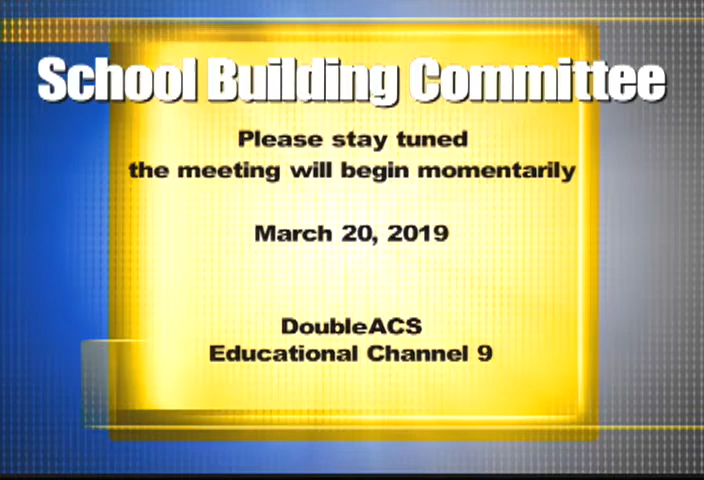 School Building Committee
Please stay tuned
the meeting will begin momentarily
March 20, 2019
DoubleACS
Educational Channel 9